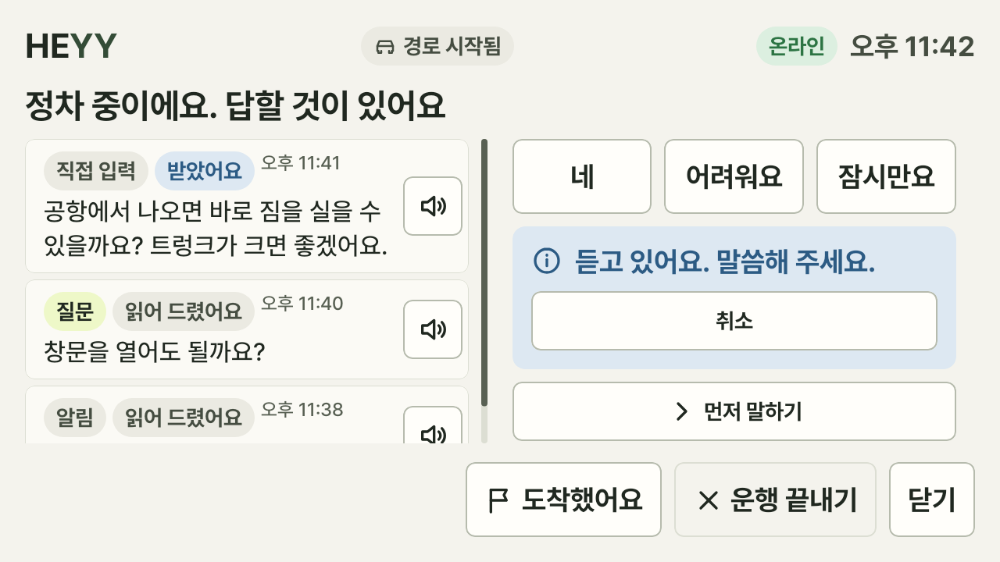 HEYY
경로 시작됨
온라인 오후 11:42
정차 중이에요. 답할 것이 있어요
직접 입력 받았어요 오후 11:41
공항에서 나오면 바로 짐을 실을 수
있을까요? 트렁크가 크면 좋겠어요.
질문 읽어 드렸어요 오후 11:40
창문을 열어도 될까요?
알림 읽어 드렸어요 오후 11:38
네 어려워요 잠시만요
듣고 있어요. 말씀해 주세요.
취소
먼저 말하기
도착했어요 운행 끝내기 닫기